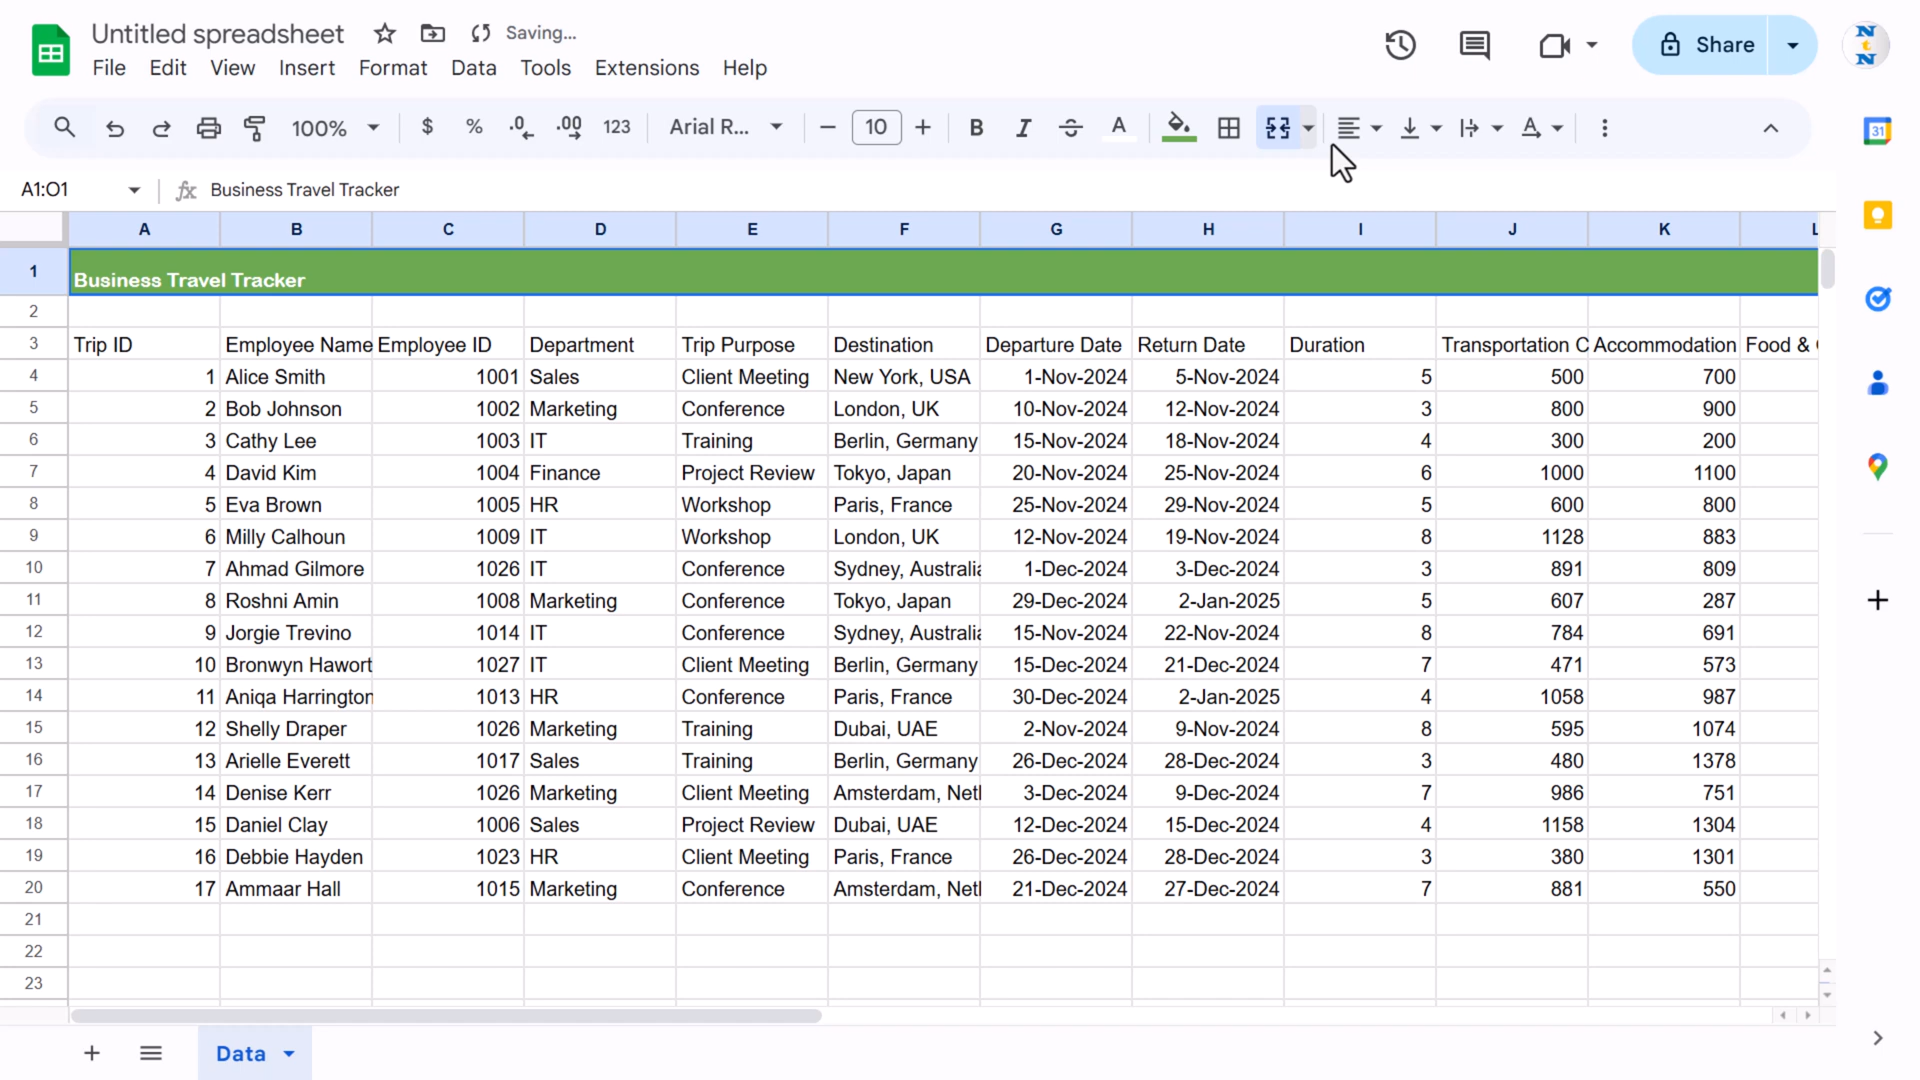 Untitled spreadsheet Saving...
File Edit View Insert Format Data Tools Extensions Help
Share
N t N
100% $ % .0 .00 123 Arial R... 10 B I S A A
31
A1:O1 fx Business Travel Tracker
A B C D E F G H I J K L
1 Business Travel Tracker
2
3 Trip ID Employee Name Employee ID Department Trip Purpose Destination Departure Date Return Date Duration Transportation C Accommodation Food &
4 1 Alice Smith 1001 Sales Client Meeting New York, USA 1-Nov-2024 5-Nov-2024 5 500 700
5 2 Bob Johnson 1002 Marketing Conference London, UK 10-Nov-2024 12-Nov-2024 3 800 900
6 3 Cathy Lee 1003 IT Training Berlin, Germany 15-Nov-2024 18-Nov-2024 4 300 200
7 4 David Kim 1004 Finance Project Review Tokyo, Japan 20-Nov-2024 25-Nov-2024 6 1000 1100
8 5 Eva Brown 1005 HR Workshop Paris, France 25-Nov-2024 29-Nov-2024 5 600 800
9 6 Milly Calhoun 1009 IT Workshop London, UK 12-Nov-2024 19-Nov-2024 8 1128 883
10 7 Ahmad Gilmore 1026 IT Conference Sydney, Australia 1-Dec-2024 3-Dec-2024 3 891 809
11 8 Roshni Amin 1008 Marketing Conference Tokyo, Japan 29-Dec-2024 2-Jan-2025 5 607 287
12 9 Jorgie Trevino 1014 IT Conference Sydney, Australia 15-Nov-2024 22-Nov-2024 8 784 691
13 10 Bronwyn Hawort 1027 IT Client Meeting Berlin, Germany 15-Dec-2024 21-Dec-2024 7 471 573
14 11 Aniqa Harrington 1013 HR Conference Paris, France 30-Dec-2024 2-Jan-2025 4 1058 987
15 12 Shelly Draper 1026 Marketing Training Dubai, UAE 2-Nov-2024 9-Nov-2024 8 595 1074
16 13 Arielle Everett 1017 Sales Training Berlin, Germany 26-Dec-2024 28-Dec-2024 3 480 1378
17 14 Denise Kerr 1026 Marketing Client Meeting Amsterdam, Netl 3-Dec-2024 9-Dec-2024 7 986 751
18 15 Daniel Clay 1006 Sales Project Review Dubai, UAE 12-Dec-2024 15-Dec-2024 4 1158 1304
19 16 Debbie Hayden 1023 HR Client Meeting Paris, France 26-Dec-2024 28-Dec-2024 3 380 1301
20 17 Ammaar Hall 1015 Marketing Conference Amsterdam, Netl 21-Dec-2024 27-Dec-2024 7 881 550
21
22
23
Data